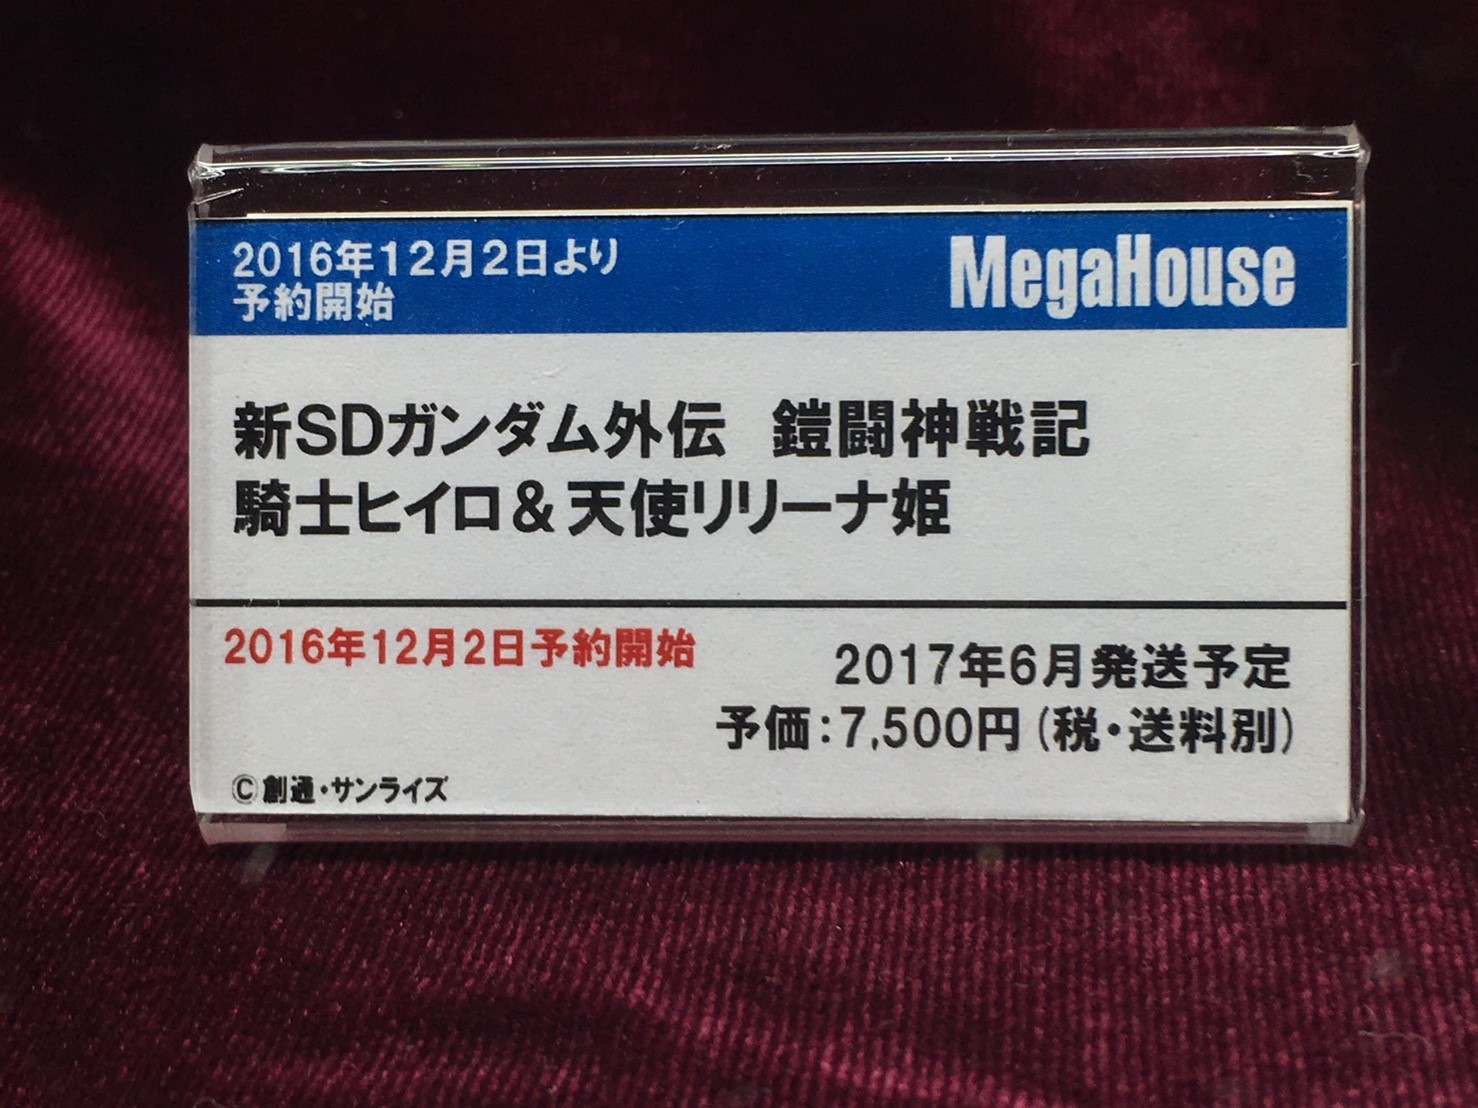 2016年12月2日より
予約開始
MegaHouse
新SDガンダム外伝 鎧闘神戦記
騎士ヒイロ&天使リリーナ姫
2016年12月2日予約開始
2017年6月発送予定
予価:7,500円(税・送料別)
©創通・サンライズ